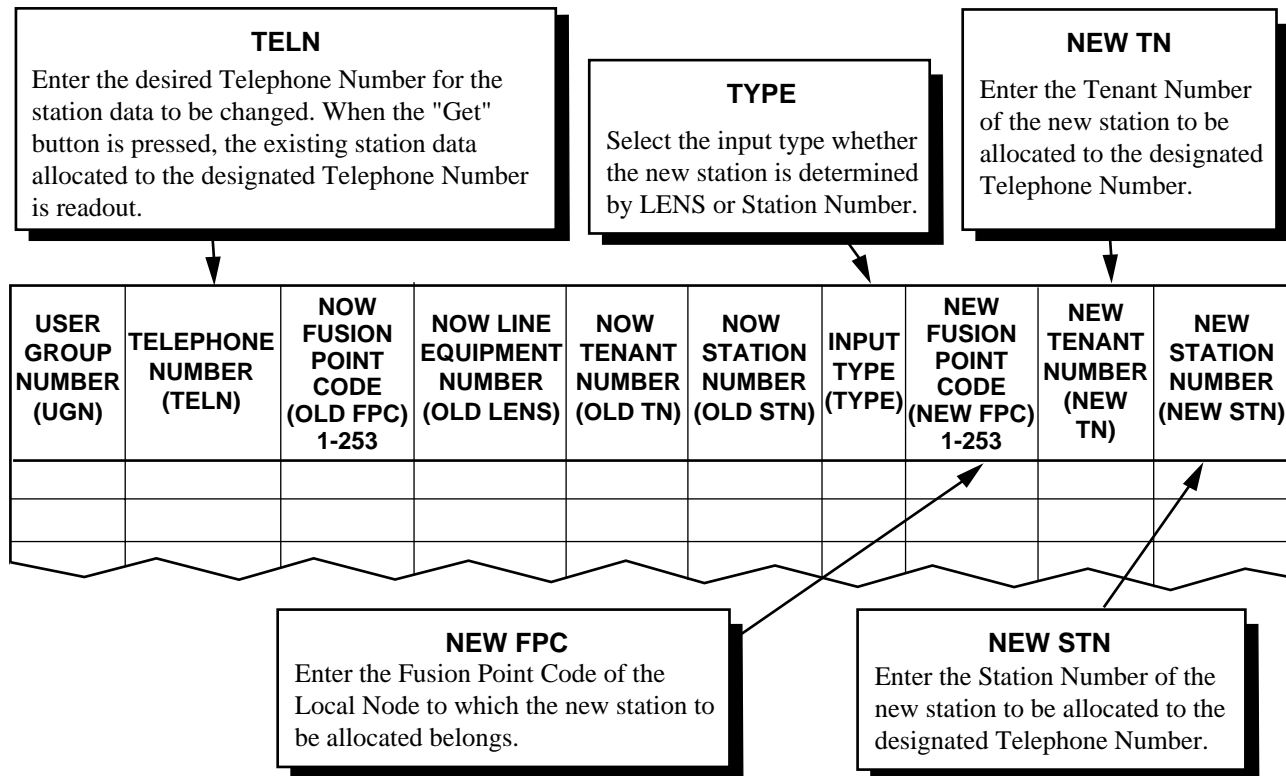 TELN
Enter the desired Telephone Number for the
station data to be changed. When the "Get"
button is pressed, the existing station data
allocated to the designated Telephone Number
is readout.
TYPE
Select the input type whether
the new station is determined
by LENS or Station Number.
NEW TN
Enter the Tenant Number
of the new station to be
allocated to the designated
Telephone Number.
USER
GROUP
NUMBER
(UGN)
TELEPHONE
NUMBER
(TELN)
NOW
FUSION
POINT
CODE
(OLD FPC)
1-253
NOW LINE
EQUIPMENT
NUMBER
(OLD LENS)
NOW
TENANT
NUMBER
(OLD TN)
NOW
STATION
NUMBER
(OLD STN)
INPUT
TYPE
(TYPE)
NEW
FUSION
POINT
CODE
(NEW FPC)
1-253
NEW
TENANT
NUMBER
(NEW
TN)
NEW
STATION
NUMBER
(NEW STN)
NEW FPC
Enter the Fusion Point Code of the
Local Node to which the new station to
be allocated belongs.
NEW STN
Enter the Station Number of the
new station to be allocated to the
designated Telephone Number.